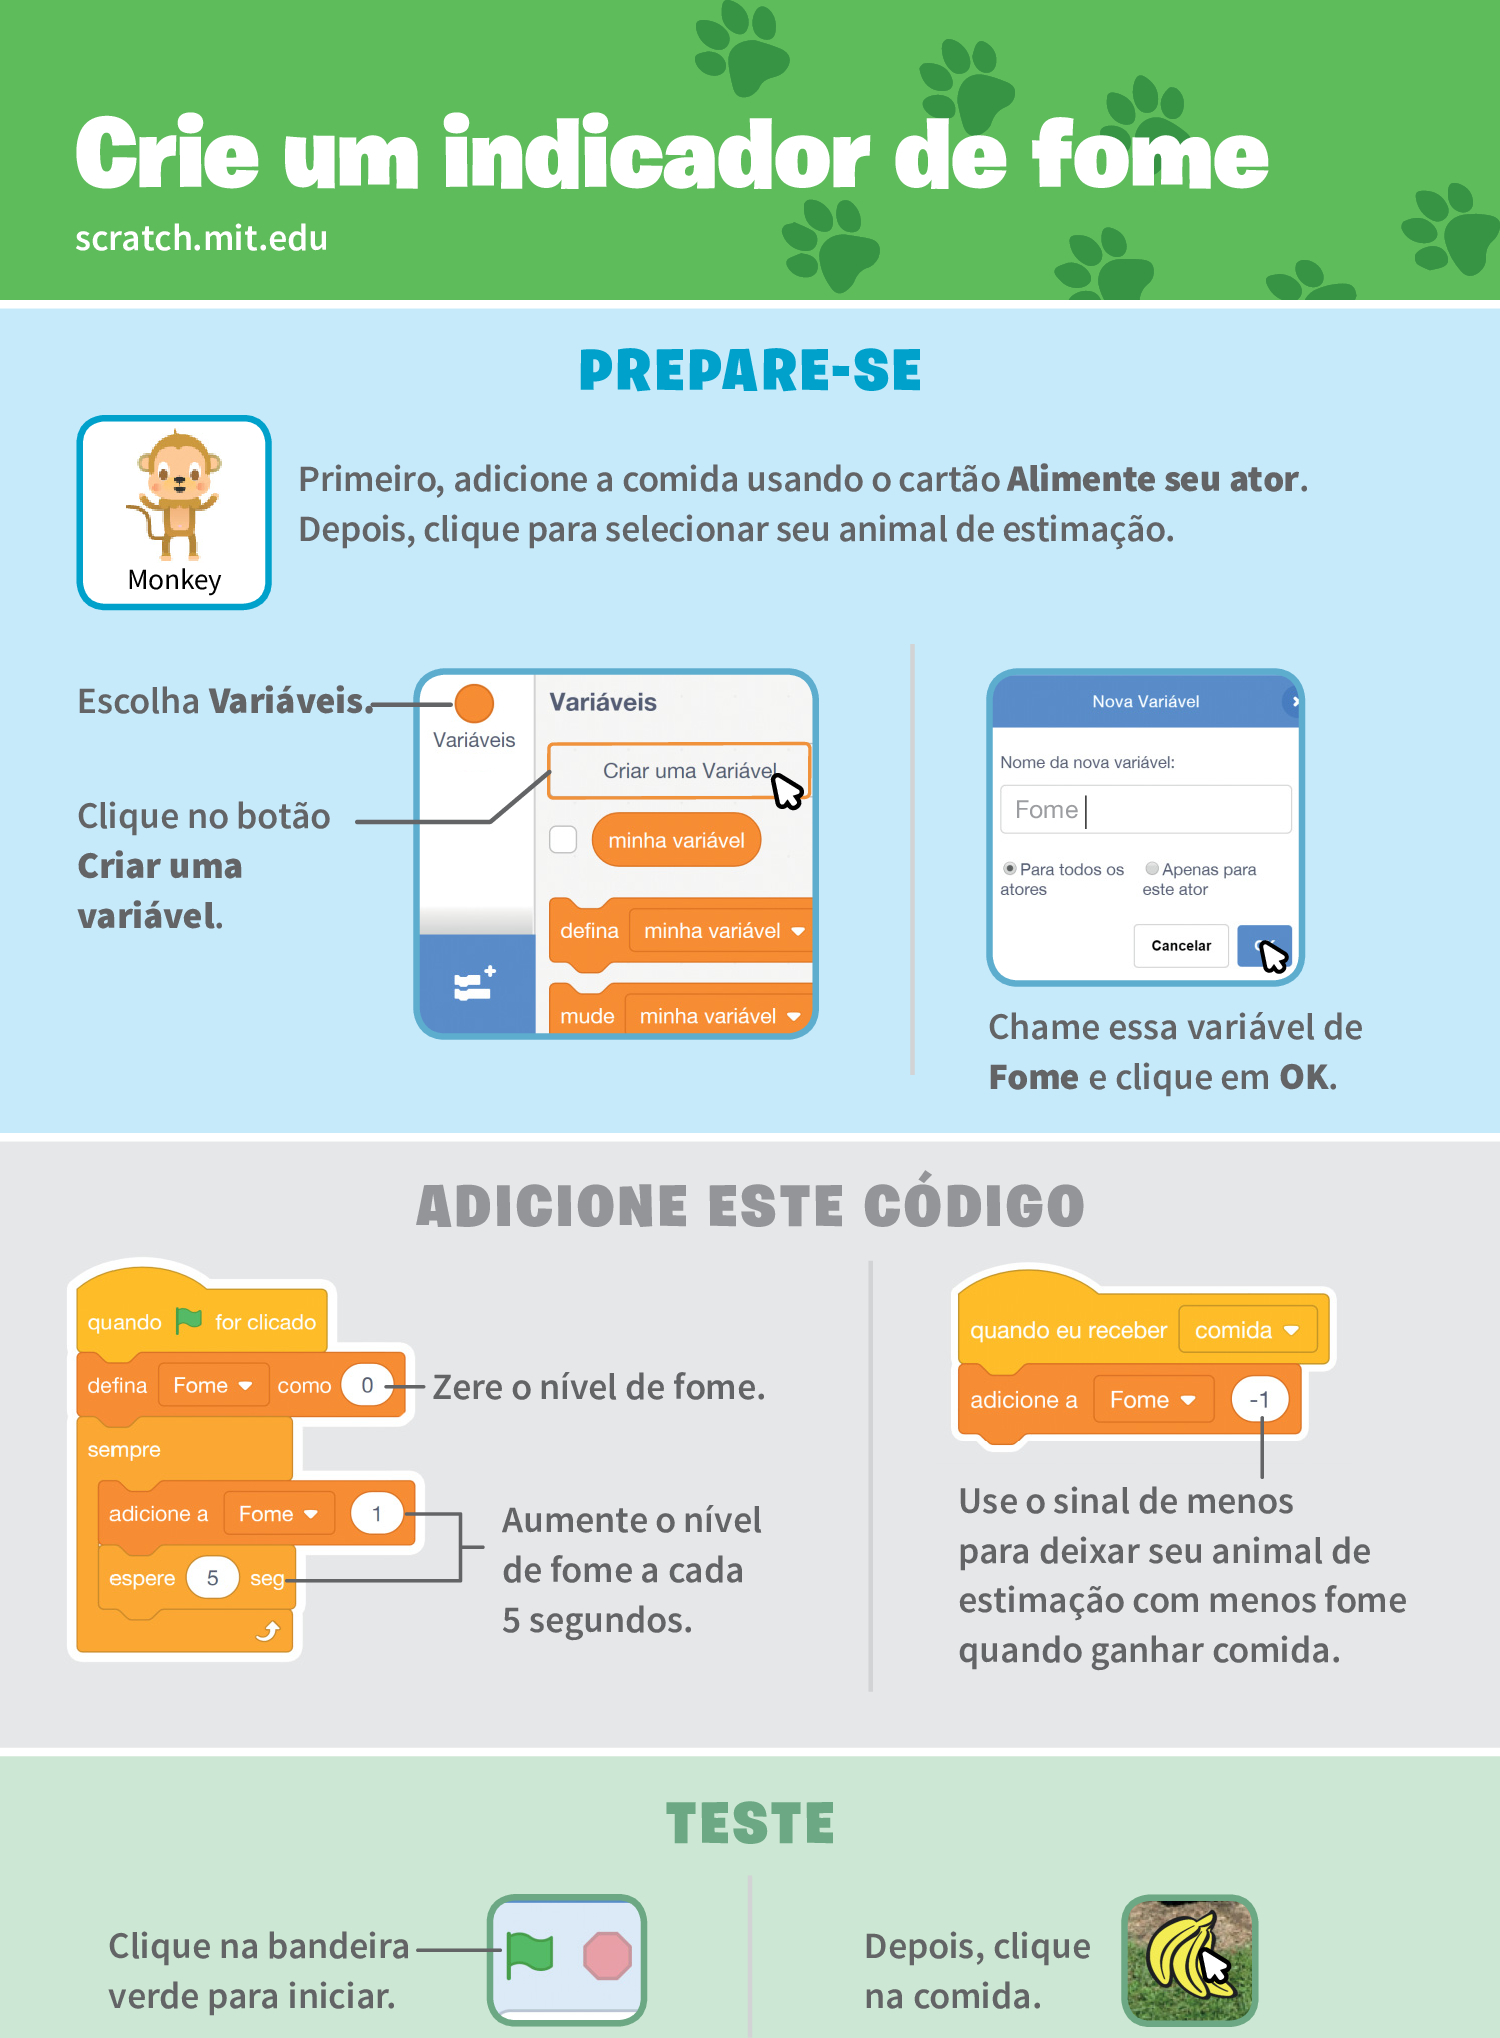 Crie um indicador de fome
scratch.mit.edu
PREPARE-SE
Monkey
Primeiro, adicione a comida usando o cartão Alimente seu ator.
Depois, clique para selecionar seu animal de estimação.
Escolha Variáveis.
Clique no botão
Criar uma
variável.
Variáveis
Variáveis
Criar uma Variável
minha variável
defina minha variável
mude minha variável
Nova Variável
Nome da nova variável:
Fome
Para todos os
atores
Apenas para
este ator
Cancelar
Chame essa variável de
Fome e clique em OK.
ADICIONE ESTE CÓDIGO
quando for clicado
defina Fome como 0
sempre
adicione a Fome 1
espere 5 seg
Zere o nível de fome.
Aumente o nível
de fome a cada
5 segundos.
quando eu receber comida
adicione a Fome -1
Use o sinal de menos
para deixar seu animal de
estimação com menos fome
quando ganhar comida.
TESTE
Clique na bandeira
verde para iniciar.
Depois, clique
na comida.